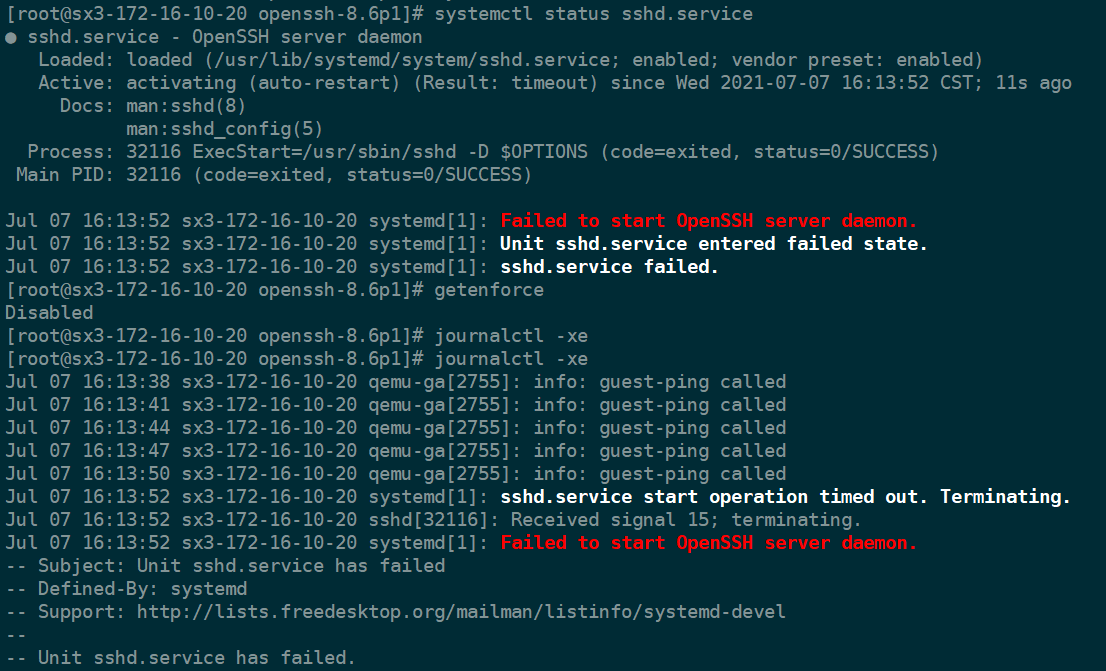 [root@sx3-172-16-10-20 openssh-8.6p1]# systemctl status sshd.service
● sshd.service - OpenSSH server daemon
   Loaded: loaded (/usr/lib/systemd/system/sshd.service; enabled; vendor preset: enabled)
   Active: activating (auto-restart) (Result: timeout) since Wed 2021-07-07 16:13:52 CST; 11s ago
     Docs: man:sshd(8)
           man:sshd_config(5)
  Process: 32116 ExecStart=/usr/sbin/sshd -D $OPTIONS (code=exited, status=0/SUCCESS)
 Main PID: 32116 (code=exited, status=0/SUCCESS)

Jul 07 16:13:52 sx3-172-16-10-20 systemd[1]: Failed to start OpenSSH server daemon.
Jul 07 16:13:52 sx3-172-16-10-20 systemd[1]: Unit sshd.service entered failed state.
Jul 07 16:13:52 sx3-172-16-10-20 systemd[1]: sshd.service failed.
[root@sx3-172-16-10-20 openssh-8.6p1]# getenforce
Disabled
[root@sx3-172-16-10-20 openssh-8.6p1]# journalctl -xe
[root@sx3-172-16-10-20 openssh-8.6p1]# journalctl -xe
Jul 07 16:13:38 sx3-172-16-10-20 qemu-ga[2755]: info: guest-ping called
Jul 07 16:13:41 sx3-172-16-10-20 qemu-ga[2755]: info: guest-ping called
Jul 07 16:13:44 sx3-172-16-10-20 qemu-ga[2755]: info: guest-ping called
Jul 07 16:13:47 sx3-172-16-10-20 qemu-ga[2755]: info: guest-ping called
Jul 07 16:13:50 sx3-172-16-10-20 qemu-ga[2755]: info: guest-ping called
Jul 07 16:13:52 sx3-172-16-10-20 systemd[1]: sshd.service start operation timed out. Terminating.
Jul 07 16:13:52 sx3-172-16-10-20 sshd[32116]: Received signal 15; terminating.
Jul 07 16:13:52 sx3-172-16-10-20 systemd[1]: Failed to start OpenSSH server daemon.
-- Subject: Unit sshd.service has failed
-- Defined-By: systemd
-- Support: http://lists.freedesktop.org/mailman/listinfo/systemd-devel
--
-- Unit sshd.service has failed.